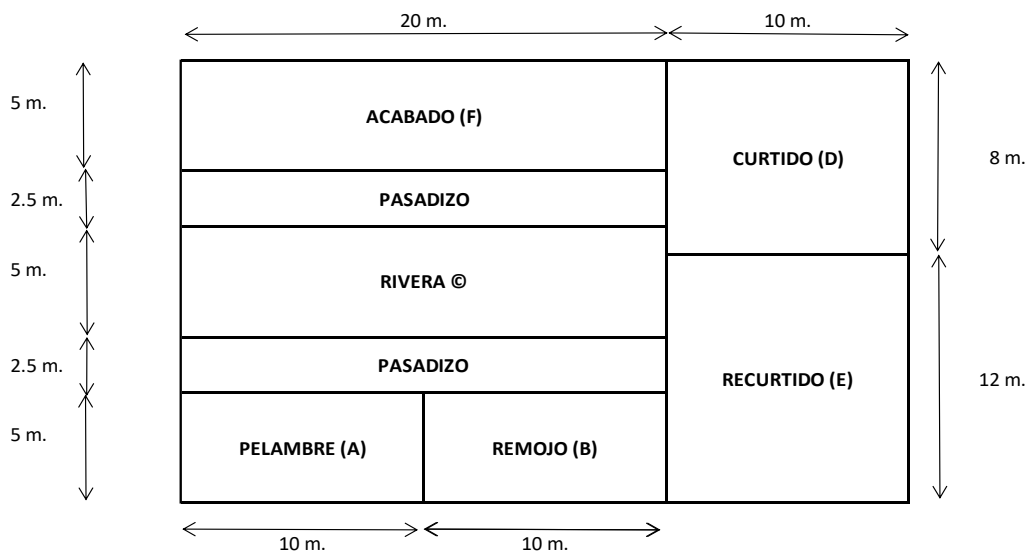 20 m.
10 m.
5 m.
ACABADO (F)
CURTIDO (D)
8 m.
2.5 m.
PASADIZO
5 m.
RIVERA ©
2.5 m.
PASADIZO
RECURTIDO (E)
12 m.
5 m.
PELAMBRE (A)
REMOJO (B)
10 m.
10 m.